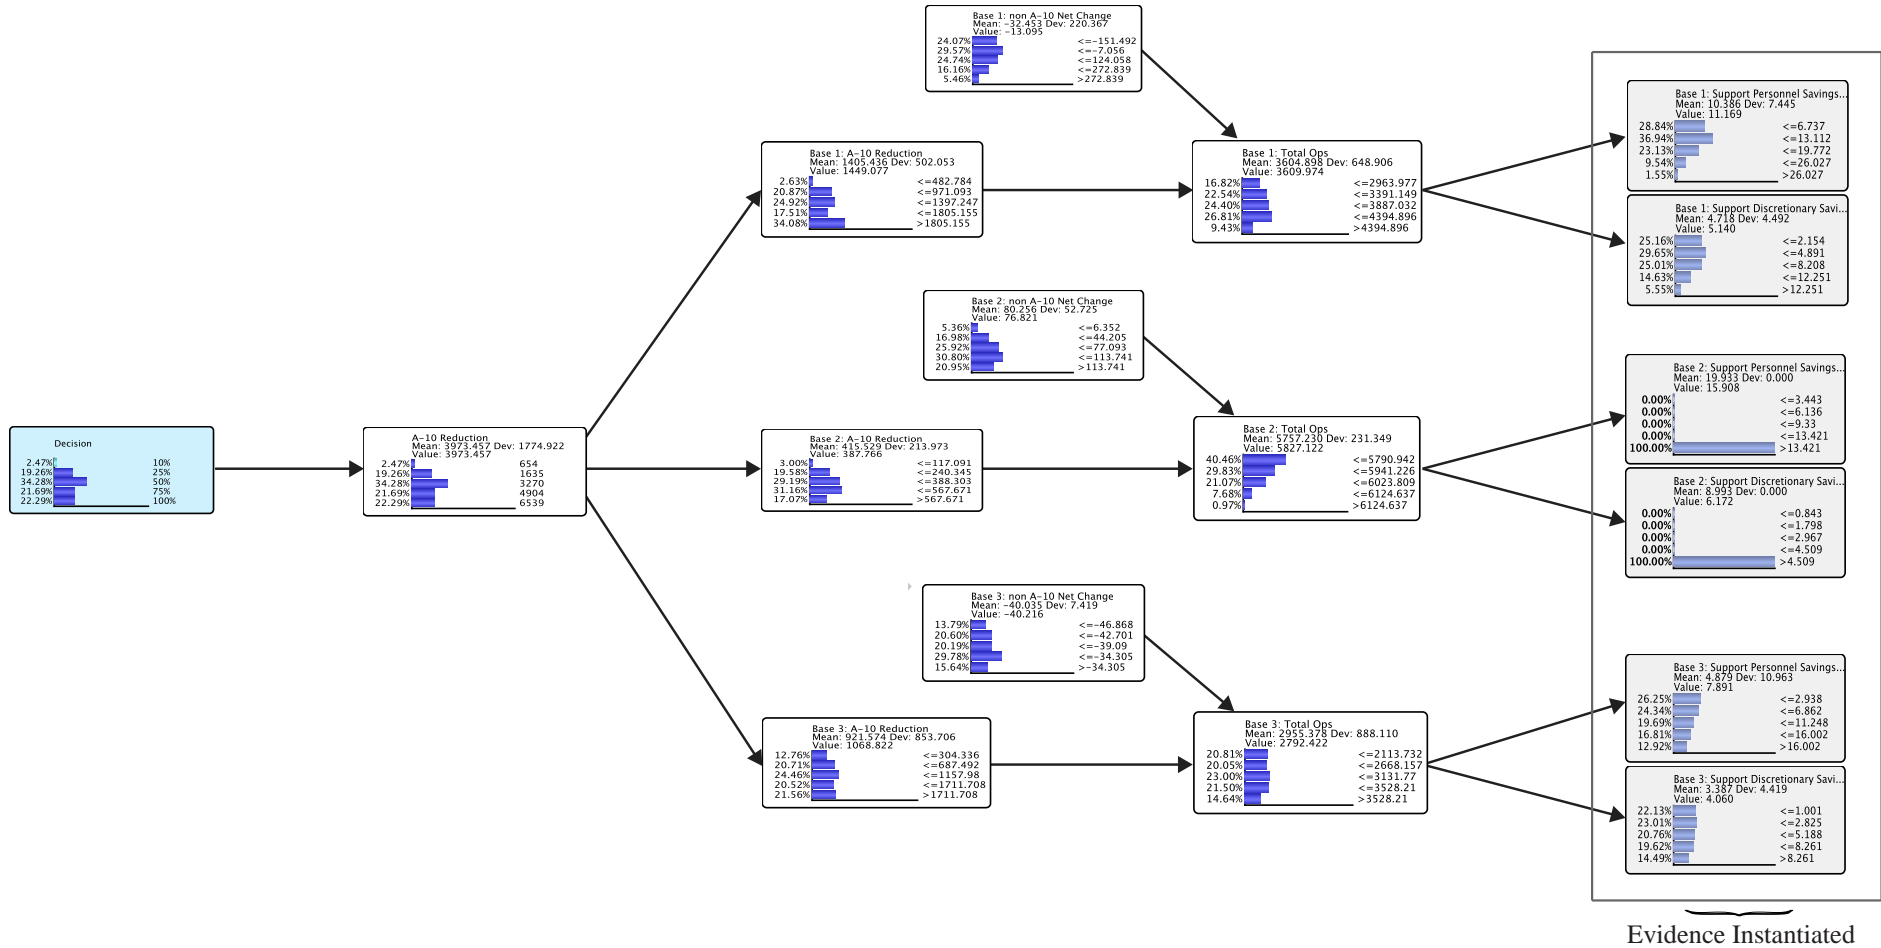 Base 1: non A-10 Net Change
Mean: -32.453 Dev: 220.367
Value: -13.095
24.07% <=-151.492
29.57% <=-7.056
24.74% <=124.058
16.16% <=272.839
5.46% >272.839
Base 1: A-10 Reduction
Mean: 1405.436 Dev: 502.053
Value: 1449.077
2.63% <=482.784
20.87% <=971.093
24.92% <=1397.247
17.51% <=1805.155
34.08% >1805.155
Base 1: Total Ops
Mean: 3604.898 Dev: 648.906
Value: 3609.974
16.82% <=2963.977
22.54% <=3391.149
24.40% <=3887.032
26.81% <=4394.896
9.43% >4394.896
Base 1: Support Personnel Savings...
Mean: 10.386 Dev: 7.445
Value: 11.169
28.84% <=6.737
36.94% <=13.112
23.13% <=19.772
9.54% <=26.027
1.55% >26.027
Base 1: Support Discretionary Savi...
Mean: 4.718 Dev: 4.492
Value: 5.140
25.16% <=2.154
29.65% <=4.891
25.01% <=8.208
14.63% <=12.251
5.55% >12.251
Decision
2.47% 10%
19.26% 25%
34.28% 50%
21.69% 75%
22.29% 100%
A-10 Reduction
Mean: 3973.457 Dev: 1774.922
Value: 3973.457
2.47% 654
19.26% 1635
34.28% 3270
21.69% 4904
22.29% 6539
Base 2: non A-10 Net Change
Mean: 80.256 Dev: 52.725
Value: 76.821
5.36% <=6.352
16.98% <=44.205
25.92% <=77.093
30.80% <=113.741
20.95% >113.741
Base 2: A-10 Reduction
Mean: 415.529 Dev: 213.973
Value: 387.766
3.00% <=117.091
19.58% <=240.345
29.19% <=388.303
31.16% <=567.671
17.07% >567.671
Base 2: Total Ops
Mean: 5757.230 Dev: 231.349
Value: 5827.122
40.46% <=5790.942
29.83% <=5941.226
21.07% <=6023.809
7.68% <=6124.637
0.97% >6124.637
Base 2: Support Personnel Savings...
Mean: 19.933 Dev: 0.000
Value: 15.908
0.00% <=3.443
0.00% <=6.136
0.00% <=9.33
0.00% <=13.421
100.00% >13.421
Base 2: Support Discretionary Savi...
Mean: 8.993 Dev: 0.000
Value: 6.172
0.00% <=0.843
0.00% <=1.798
0.00% <=2.967
0.00% <=4.509
100.00% >4.509
Base 3: non A-10 Net Change
Mean: -40.035 Dev: 7.419
Value: -40.216
13.79% <=-46.868
20.60% <=-42.701
20.19% <=-39.09
29.78% <=-34.305
15.64% >-34.305
Base 3: A-10 Reduction
Mean: 921.574 Dev: 853.706
Value: 1068.822
12.76% <=304.336
20.71% <=687.492
24.46% <=1157.98
20.52% <=1711.708
21.56% >1711.708
Base 3: Total Ops
Mean: 2955.378 Dev: 888.110
Value: 2792.422
20.81% <=2113.732
20.05% <=2668.157
23.00% <=3131.77
21.50% <=3528.21
14.64% >3528.21
Base 3: Support Personnel Savings...
Mean: 4.879 Dev: 10.963
Value: 7.891
26.25% <=2.938
24.34% <=6.862
19.69% <=11.248
16.81% <=16.002
12.92% >16.002
Base 3: Support Discretionary Savi...
Mean: 3.387 Dev: 4.419
Value: 4.060
22.13% <=1.001
23.01% <=2.825
20.76% <=5.188
19.62% <=8.261
14.49% >8.261
Evidence Instantiated